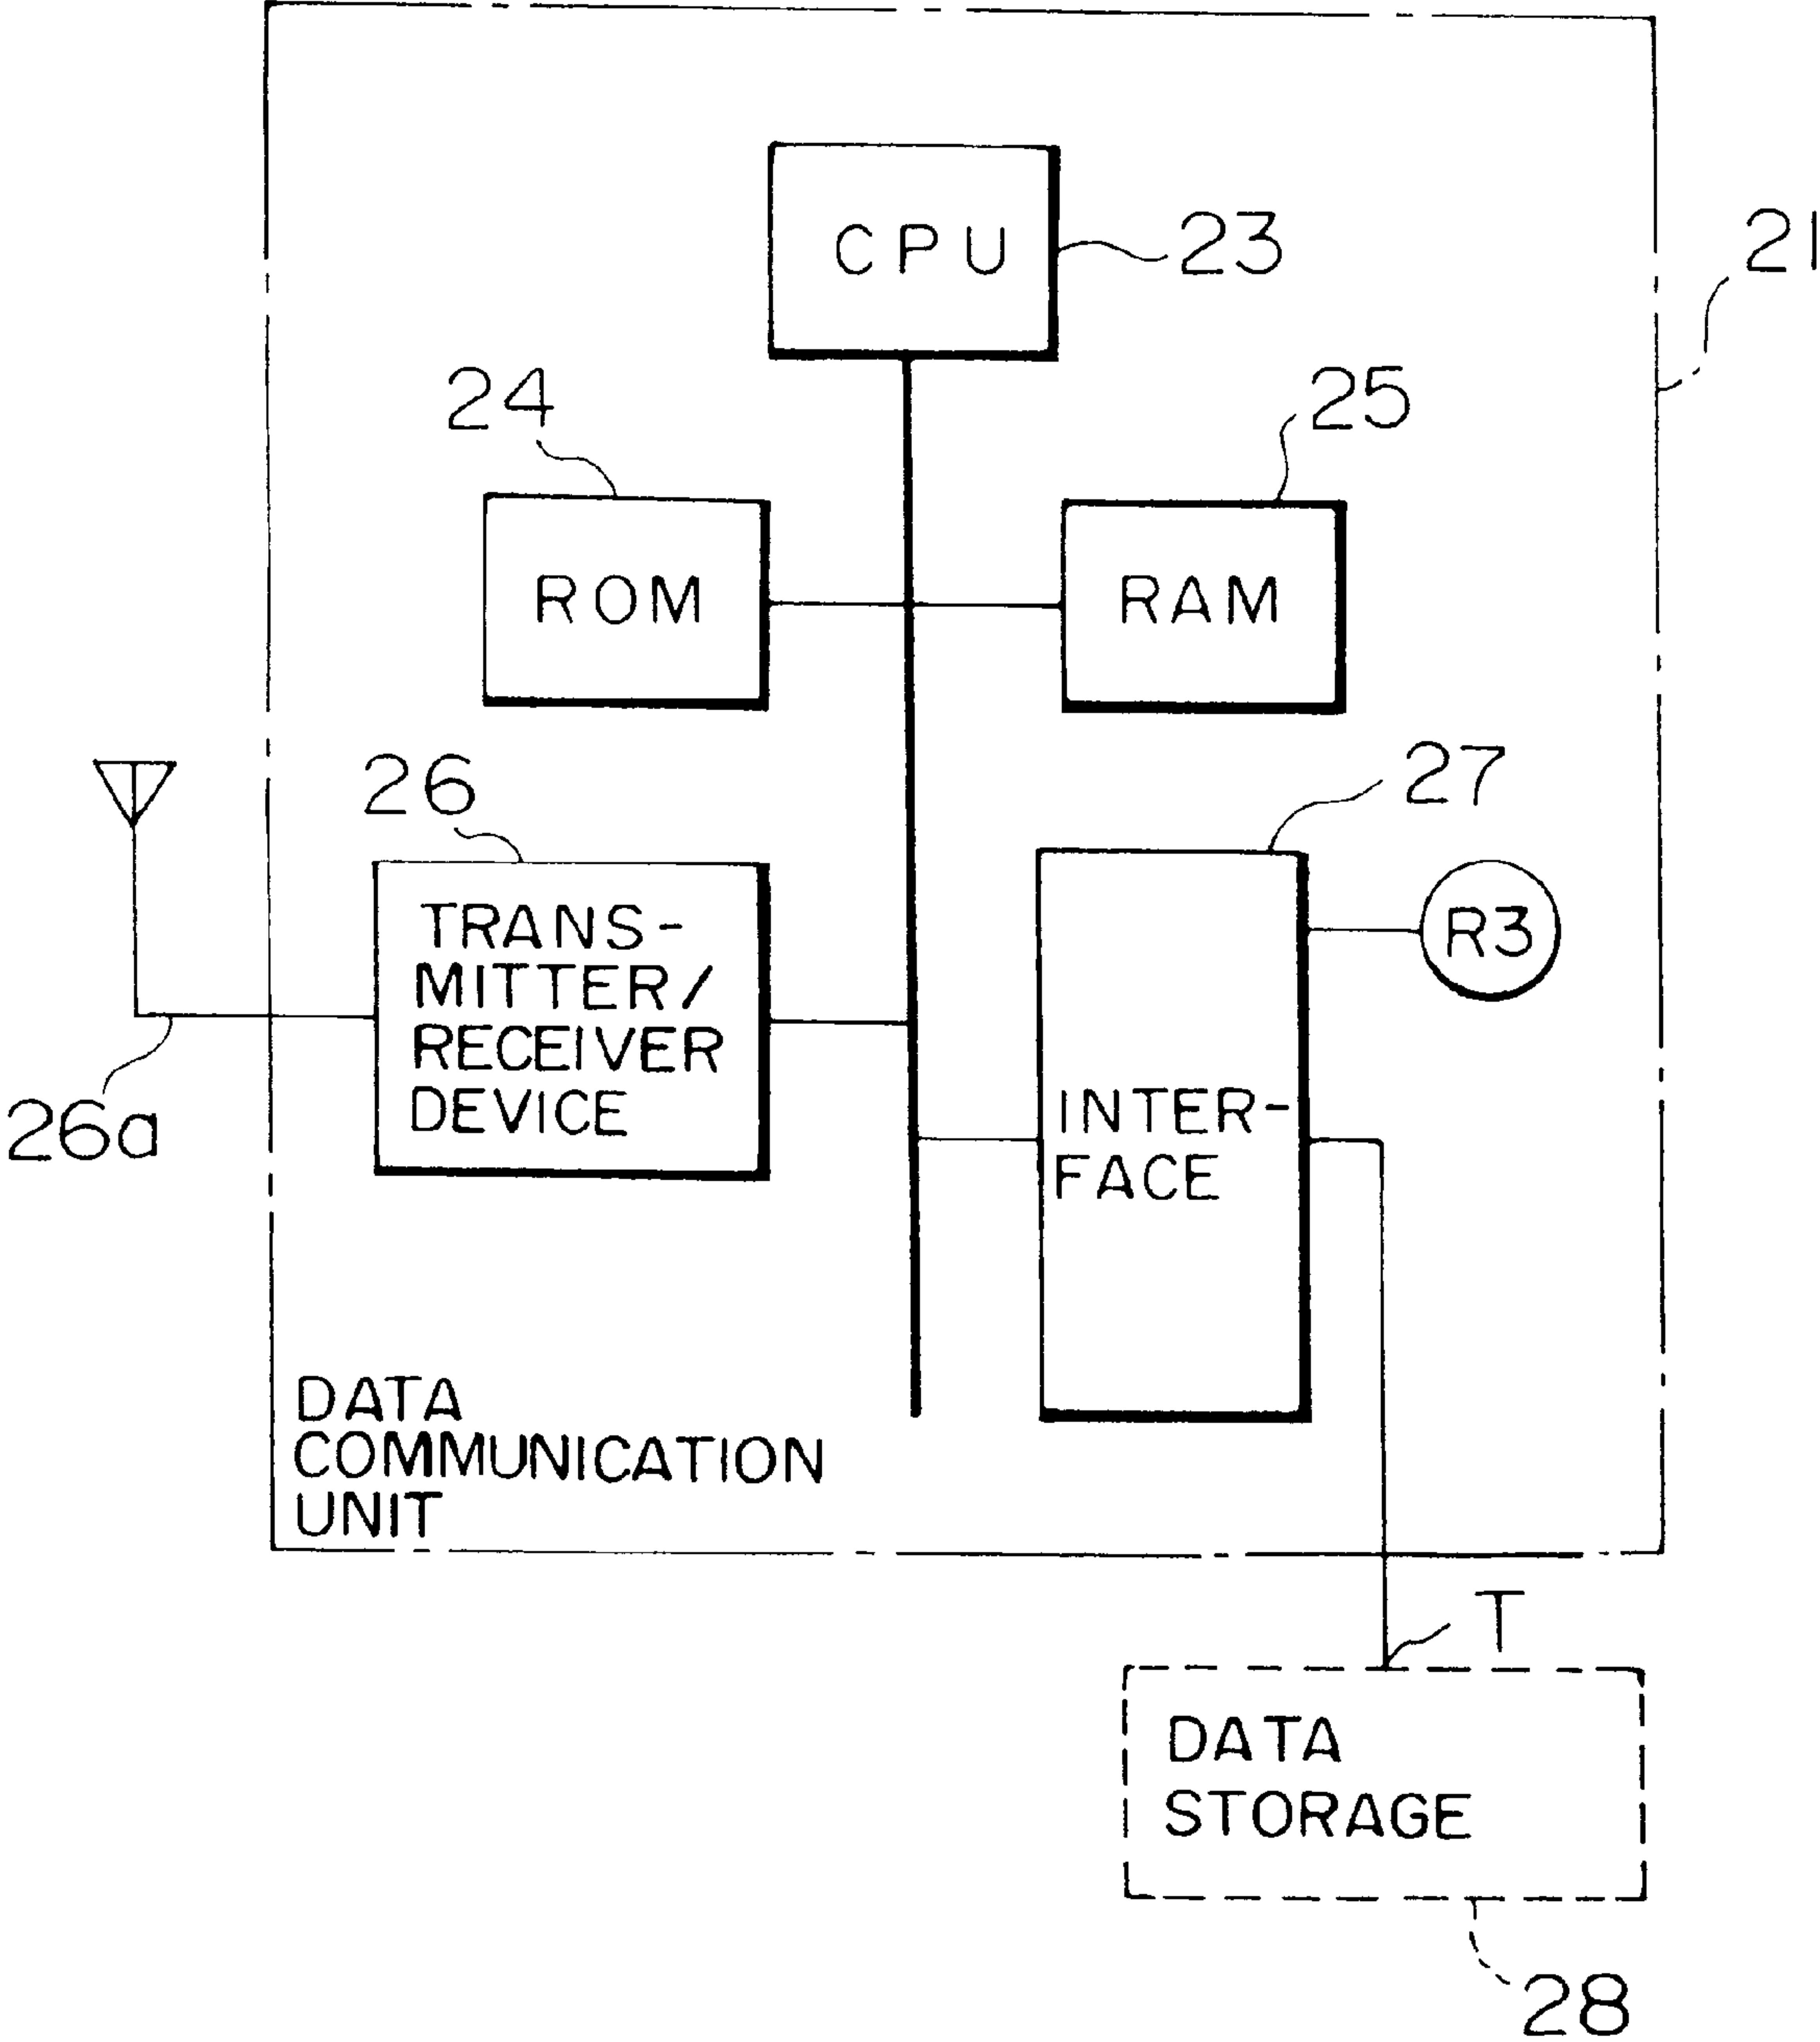 CPU
23
21
24
25
ROM
RAM
26
27
TRANS-
MITTER/
RECEIVER
DEVICE
R3
26a
INTER-
FACE
DATA
COMMUNICATION
UNIT
T
DATA
STORAGE
28